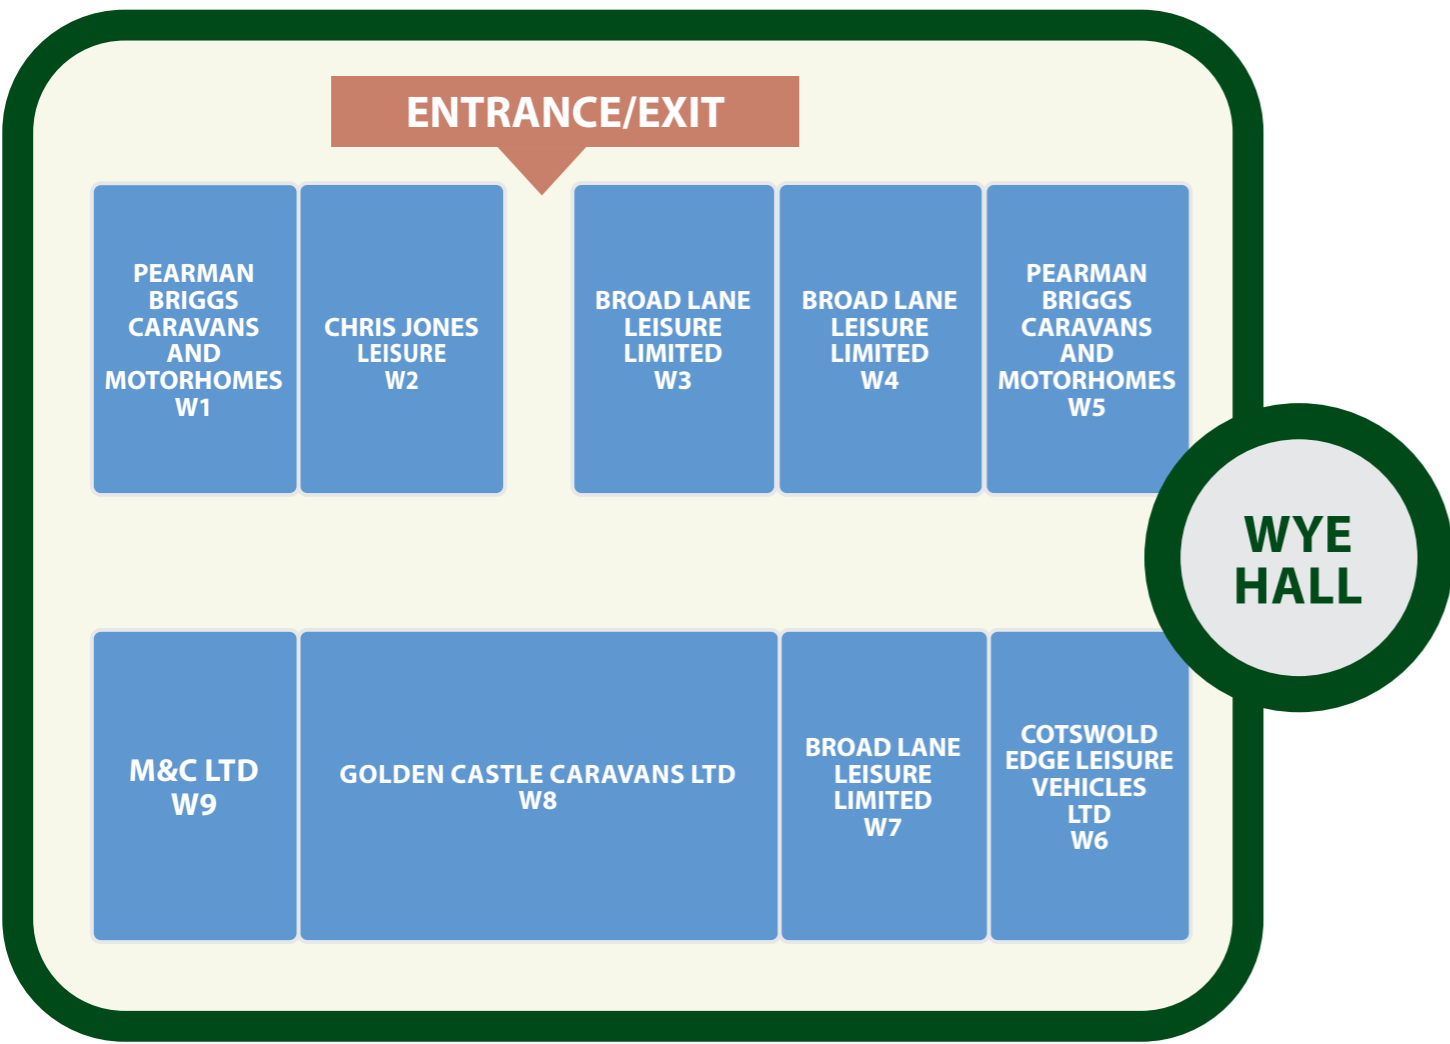 ENTRANCE/EXIT
PEARMAN
BRIGGS
CARAVANS
AND
MOTORHOMES
W1
CHRIS JONES
LEISURE
W2
BROAD LANE
LEISURE
LIMITED
W3
BROAD LANE
LEISURE
LIMITED
W4
PEARMAN
BRIGGS
CARAVANS
AND
MOTORHOMES
W5
WYE
HALL
M&C LTD
W9
GOLDEN CASTLE CARAVANS LTD
W8
BROAD LANE
LEISURE
LIMITED
W7
COTSWOLD
EDGE LEISURE
VEHICLES
LTD
W6